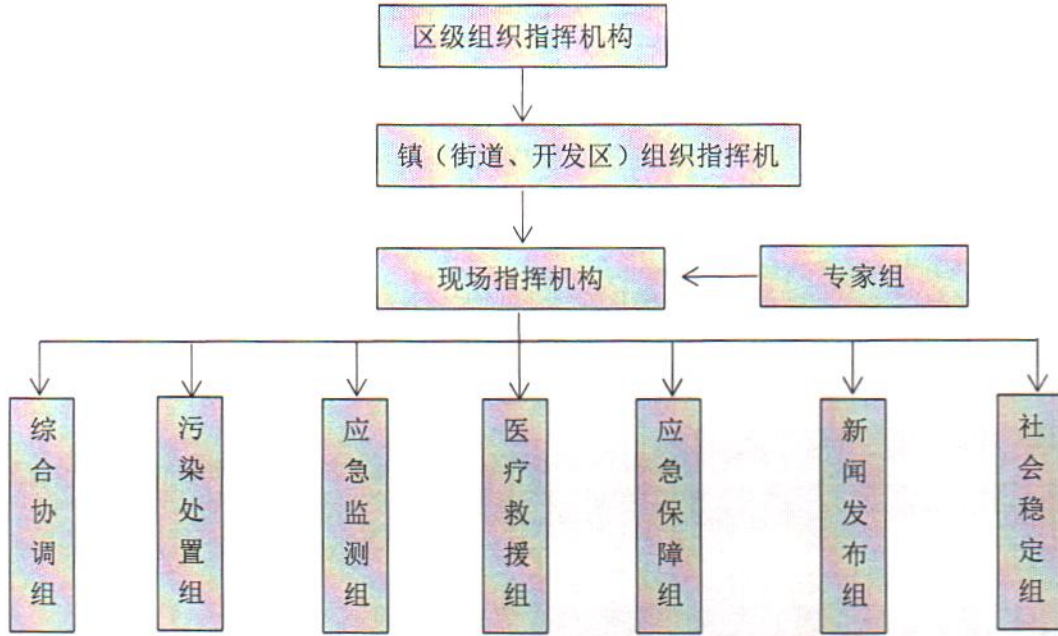 区级组织指挥机构
镇（街道、开发区）组织指挥机
现场指挥机构
专家组
综合协调组
污染处置组
应急监测组
医疗救援组
应急保障组
新闻发布组
社会稳定组